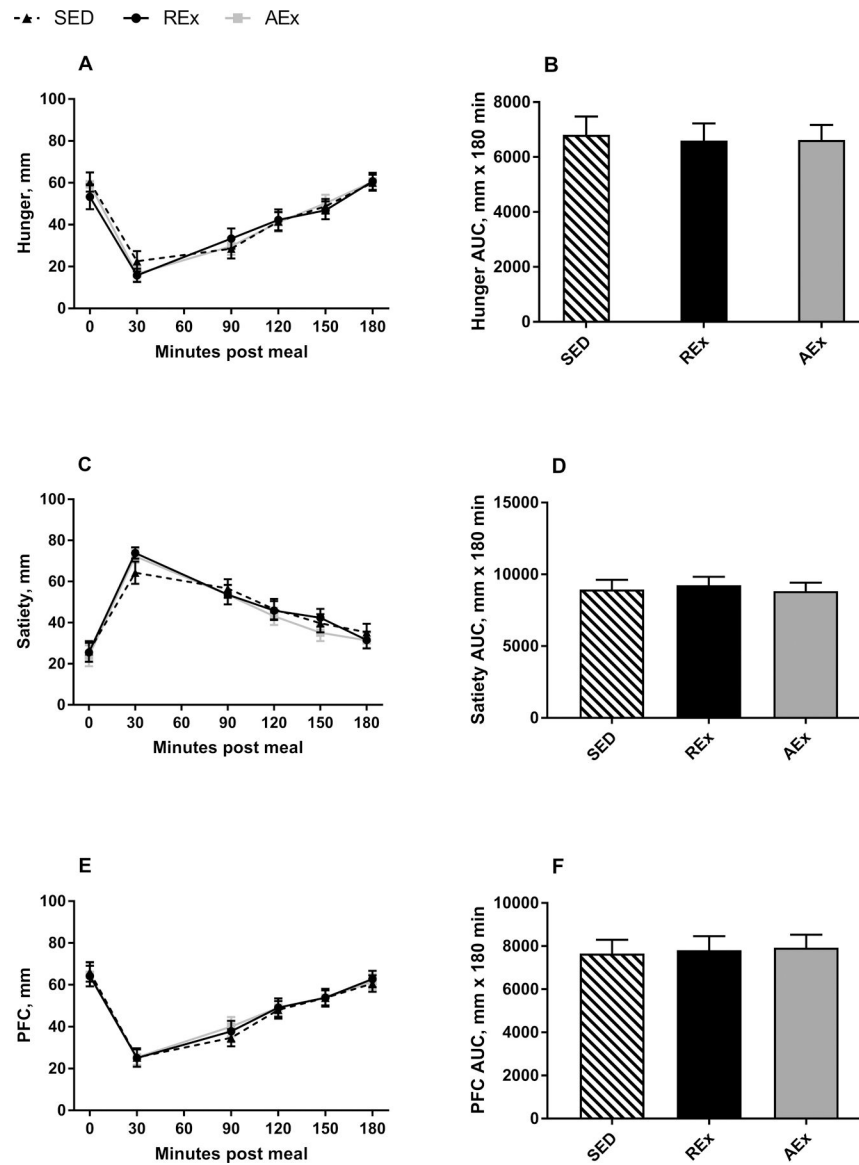 SED REx AEx
A
100
80
60
40
20
0
Hunger, mm
0 30 60 90 120 150 180
Minutes post meal
B
8000
6000
4000
2000
0
Hunger AUC, mm x 180 min
SED REx AEx
C
100
80
60
40
20
0
Satiety, mm
0 30 60 90 120 150 180
Minutes post meal
D
15000
10000
5000
0
Satiety AUC, mm x 180 min
SED REx AEx
E
100
80
60
40
20
0
PFC, mm
0 30 60 90 120 150 180
Minutes post meal
F
10000
8000
6000
4000
2000
0
PFC AUC, mm x 180 min
SED REx AEx